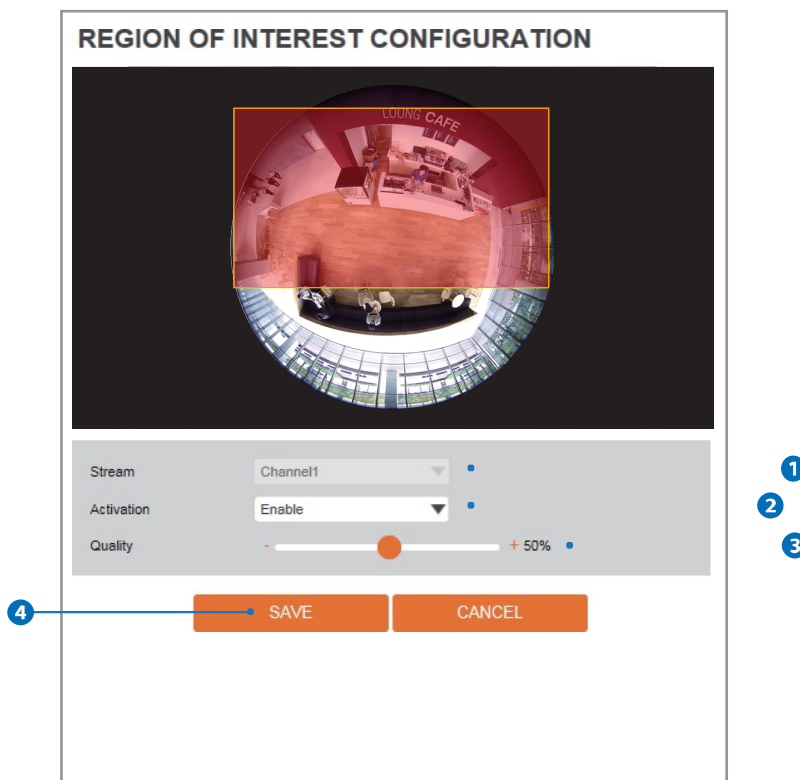 REGION OF INTEREST CONFIGURATION
LOUNG CAFE
Stream Channel1 1
Activation Enable 2
Quality - + 50% 3
4 SAVE CANCEL